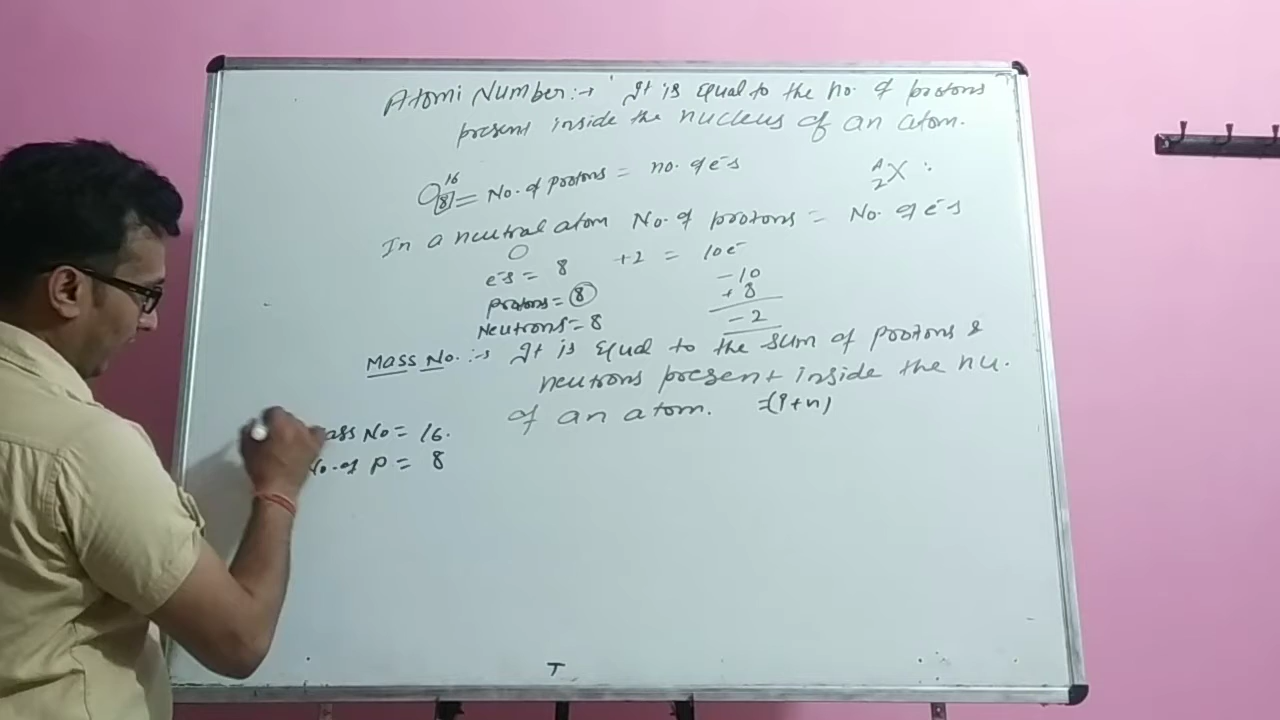 Atomi Number:→ It is equal to the no. of protons
present inside the nucleus of an atom.
O 16 8 = No. of protons = no. of e⁻s
A Z X :
In a neutral atom No. of protons = No. of e⁻s
O
e⁻s = 8 +2 = 10e⁻
protons = 8
Neutrons = 8
-10
+8
-2
Mass No. :→ It is equal to the sum of protons &
neutrons present inside the nu.
of an atom. =(P+n)
ass No = 16.
No. of P = 8
T